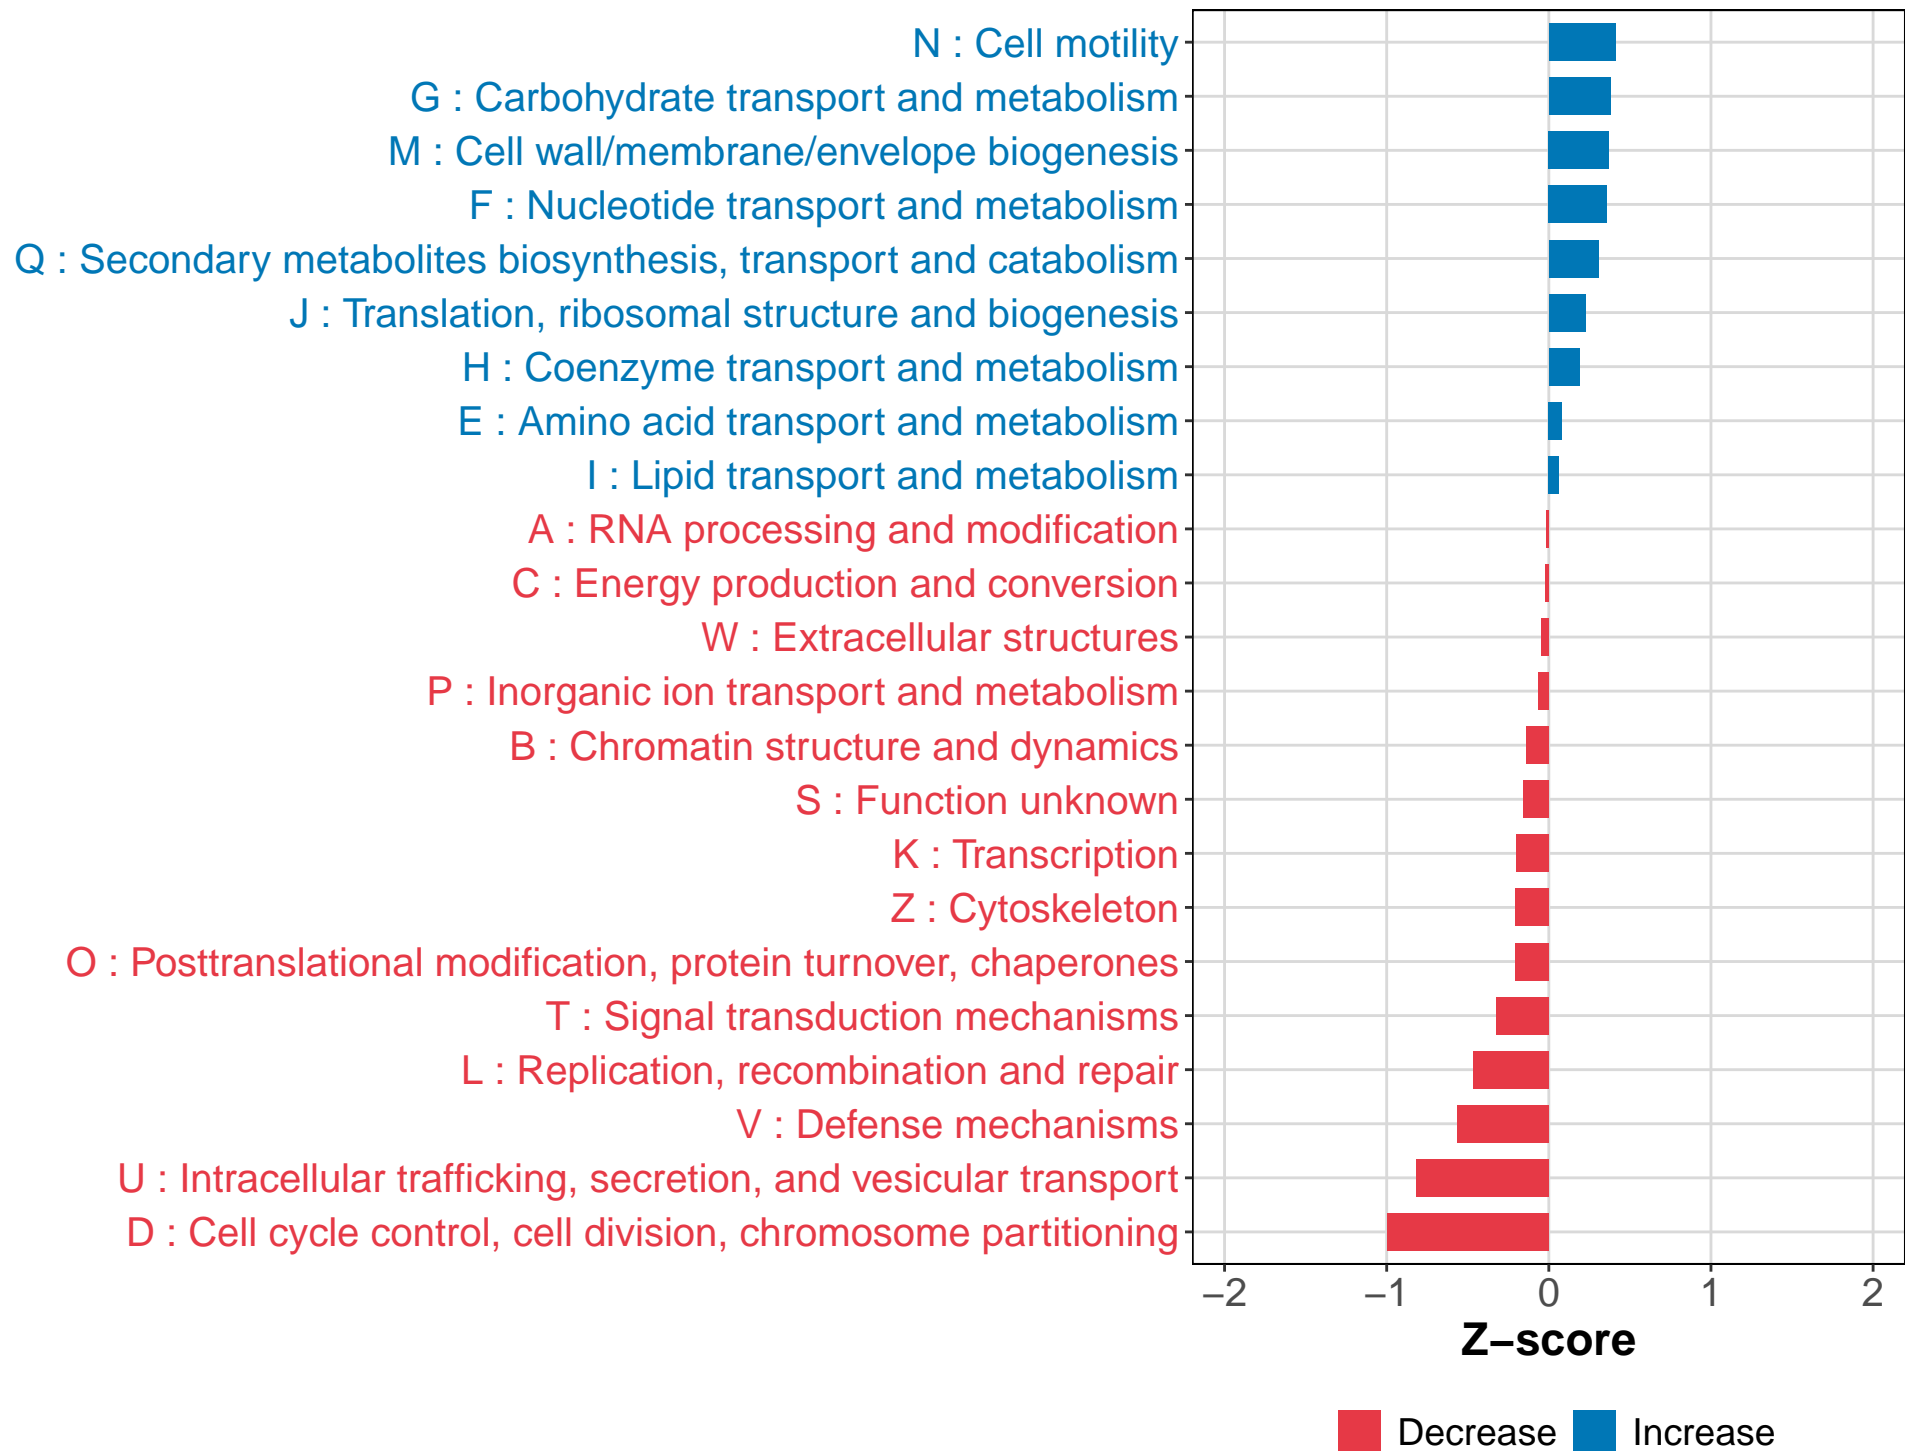 N : Cell motility
G : Carbohydrate transport and metabolism
M : Cell wall/membrane/envelope biogenesis
F : Nucleotide transport and metabolism
Q : Secondary metabolites biosynthesis, transport and catabolism
J : Translation, ribosomal structure and biogenesis
H : Coenzyme transport and metabolism
E : Amino acid transport and metabolism
I : Lipid transport and metabolism
A : RNA processing and modification
C : Energy production and conversion
W : Extracellular structures
P : Inorganic ion transport and metabolism
B : Chromatin structure and dynamics
S : Function unknown
K : Transcription
Z : Cytoskeleton
O : Posttranslational modification, protein turnover, chaperones
T : Signal transduction mechanisms
L : Replication, recombination and repair
V : Defense mechanisms
U : Intracellular trafficking, secretion, and vesicular transport
D : Cell cycle control, cell division, chromosome partitioning
−2 −1 0 1 2
Z−score
Decrease Increase